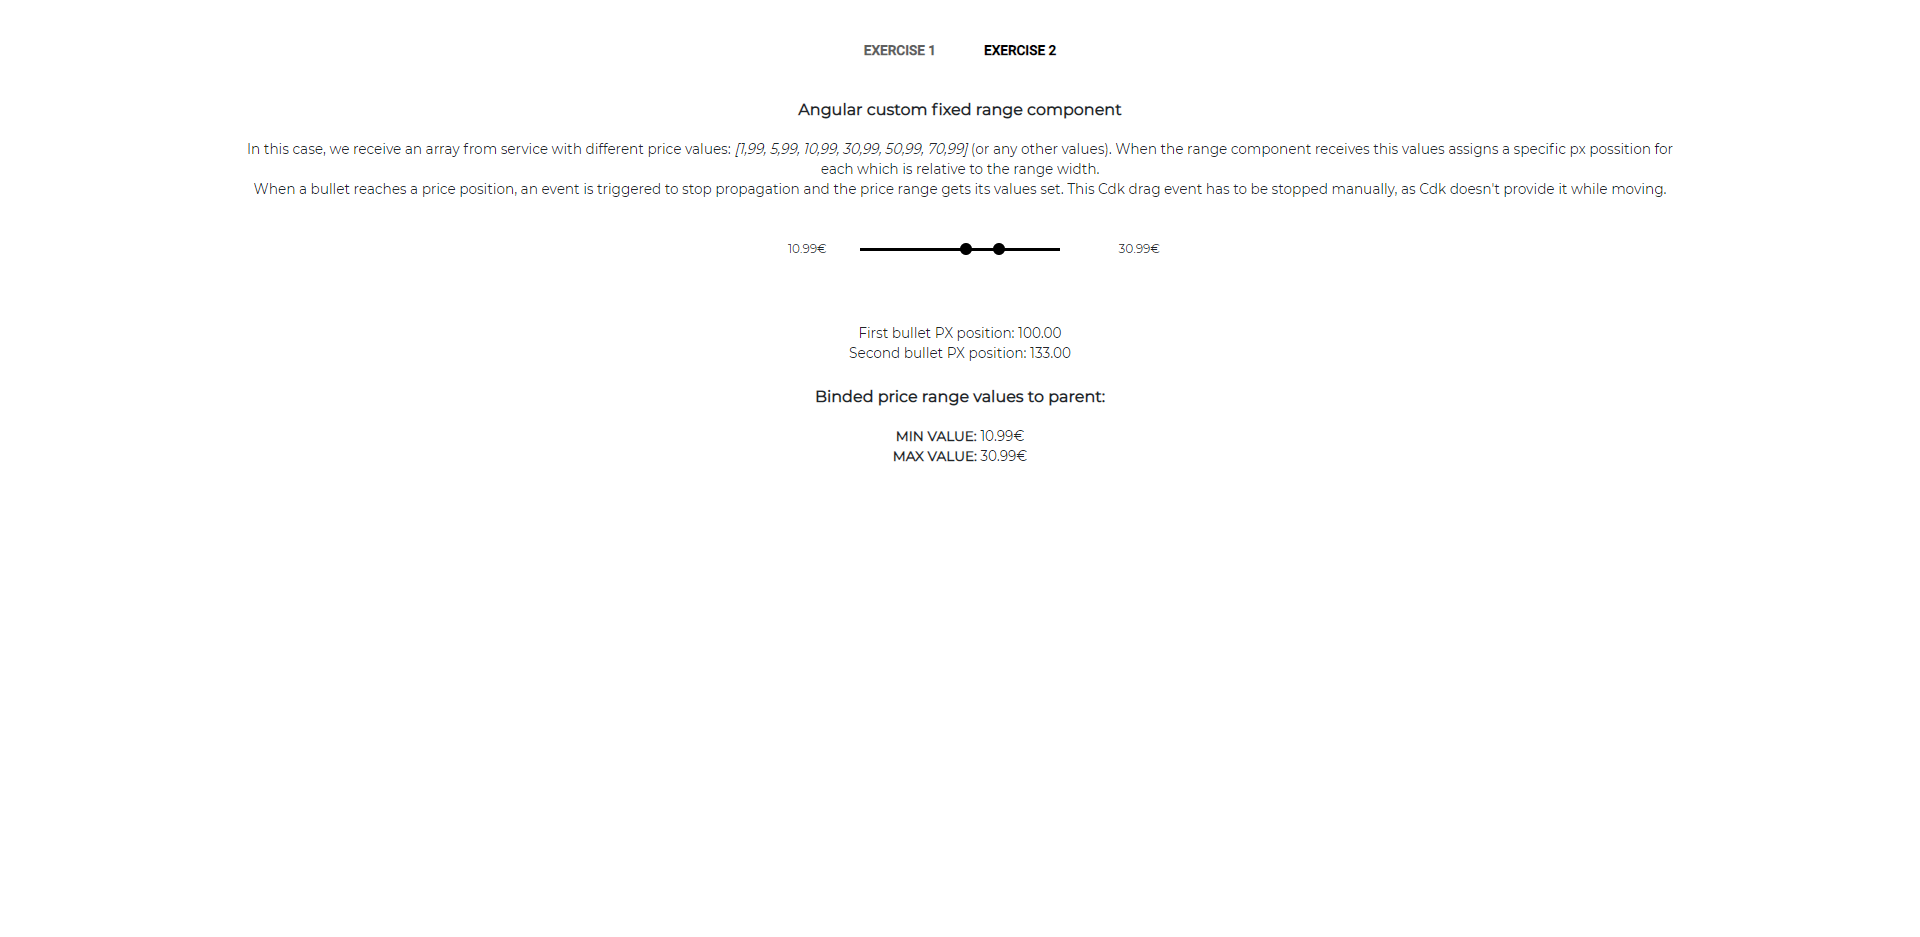 EXERCISE 1 EXERCISE 2
Angular custom fixed range component
In this case, we receive an array from service with different price values: [1,99, 5,99, 10,99, 30,99, 50,99, 70,99] (or any other values). When the range component receives this values assigns a specific px possition for
each which is relative to the range width.
When a bullet reaches a price position, an event is triggered to stop propagation and the price range gets its values set. This Cdk drag event has to be stopped manually, as Cdk doesn't provide it while moving.
10.99€ 30.99€
First bullet PX position: 100.00
Second bullet PX position: 133.00
Binded price range values to parent:
MIN VALUE: 10.99€
MAX VALUE: 30.99€